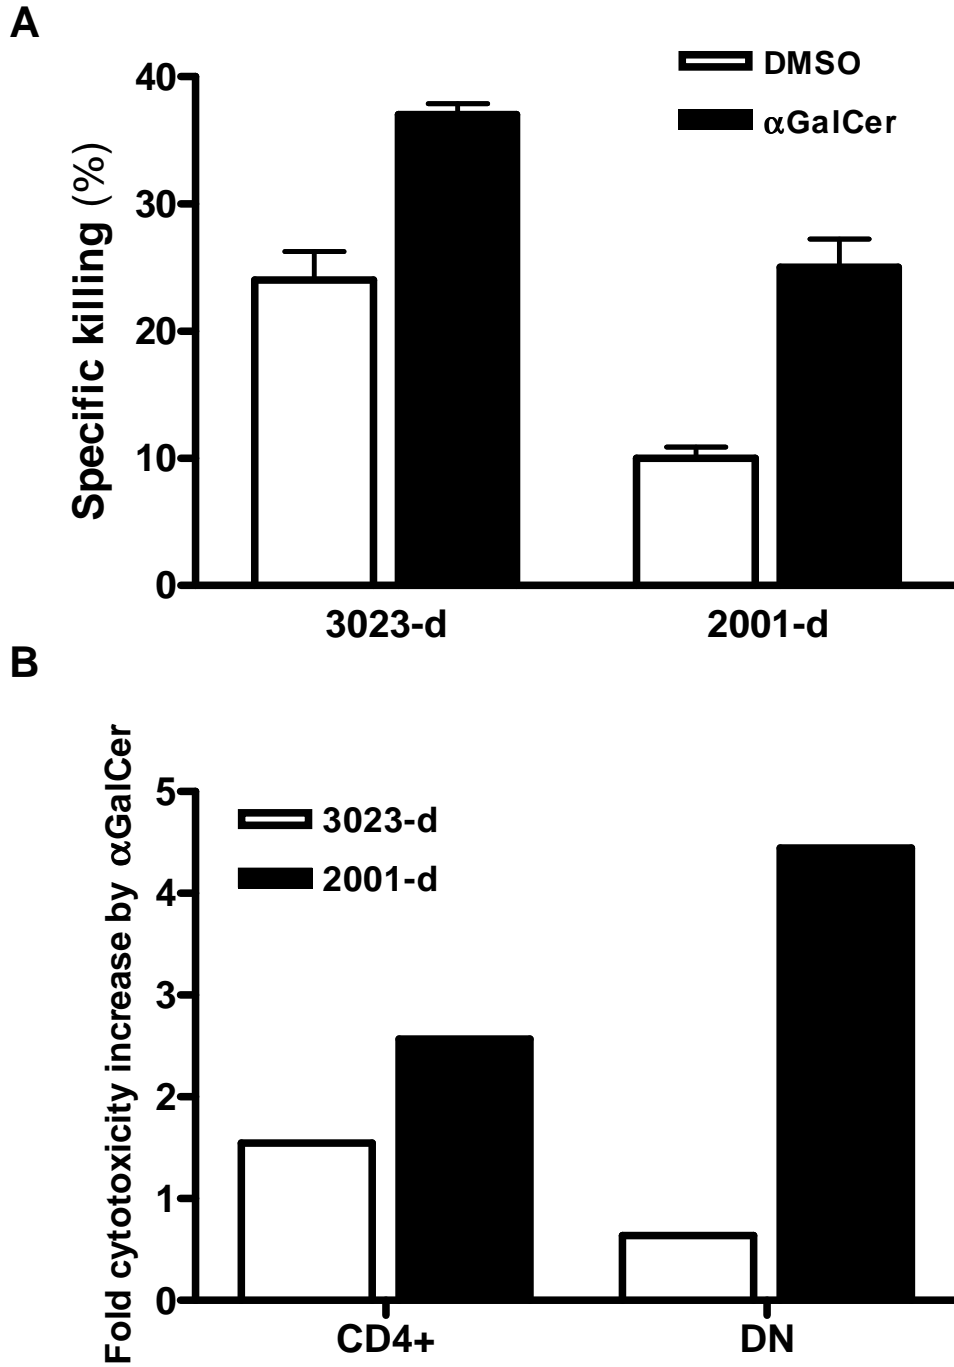 A
DMSO
αGalCer
Specific killing (%)
40
30
20
10
0
3023-d
2001-d
B
Fold cytotoxicity increase by αGalCer
3023-d
2001-d
5
4
3
2
1
0
CD4+
DN